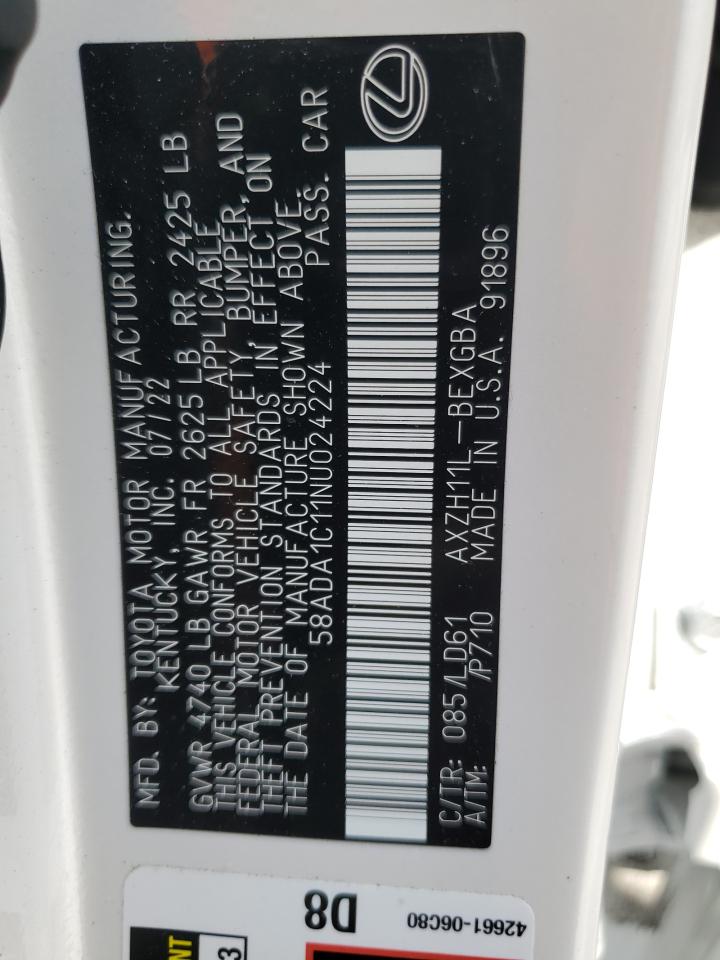 MFD. BY: TOYOTA MOTOR MANUFACTURING.
KENTUCKY, INC. 07/22
GVWR 4740 LB GAWR FR 2625 LB RR 2425 LB
THIS VEHICLE CONFORMS TO ALL APPLICABLE
FEDERAL MOTOR VEHICLE SAFETY, BUMPER, AND
THEFT PREVENTION STANDARDS IN EFFECT ON
THE DATE OF MANUFACTURE SHOWN ABOVE.
58ADA1C11NU024224 PASS. CAR
C/TR: 085/LD61 AXZH11L-BEXGBA
A/TM: /P710 MADE IN U.S.A. 91896
D8
42661-06C80